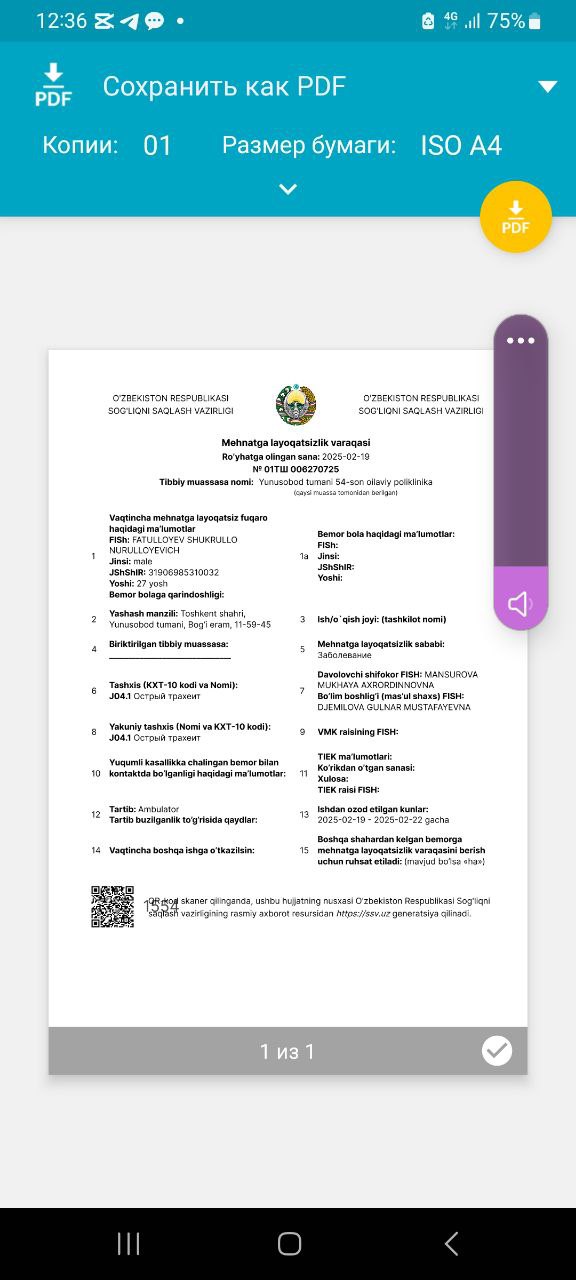 12:36
4G
75%
PDF
Сохранить как PDF
Копии: 01 Размер бумаги: ISO A4
PDF
O'ZBEKISTON RESPUBLIKASI
SOG'LIQNI SAQLASH VAZIRLIGI
O'ZBEKISTON RESPUBLIKASI
SOG'LIQNI SAQLASH VAZIRLIGI
Mehnatga layoqatsizlik varaqasi
Ro'yhatga olingan sana: 2025-02-19
№ 01ТШ 006270725
Tibbiy muassasa nomi: Yunusobod tumani 54-son oilaviy poliklinika
(qaysi muassa tomonidan berilgan)
1
Vaqtincha mehnatga layoqatsiz fuqaro
haqidagi ma'lumotlar
FISh: FATULLOYEV SHUKRULLO
NURULLOYEVICH
Jinsi: male
JShShIR: 31906985310032
Yoshi: 27 yosh
Bemor bolaga qarindoshligi:
1a
Bemor bola haqidagi ma'lumotlar:
FISh:
Jinsi:
JShShIR:
Yoshi:
2
Yashash manzili: Toshkent shahri,
Yunusobod tumani, Bog'i eram, 11-59-45
3
Ish/o`qish joyi: (tashkilot nomi)
4
Biriktirilgan tibbiy muassasa:
5
Mehnatga layoqatsizlik sababi:
Заболевание
6
Tashxis (KXT-10 kodi va Nomi):
J04.1 Острый трахеит
7
Davolovchi shifokor FISH: MANSUROVA
MUKHAYA AXRORDINNOVNA
Bo'lim boshlig'i (mas'ul shaxs) FISH:
DJEMILOVA GULNAR MUSTAFAYEVNA
8
Yakuniy tashxis (Nomi va KXT-10 kodi):
J04.1 Острый трахеит
9
VMK raisining FISH:
10
Yuqumli kasallikka chalingan bemor bilan
kontaktda bo'lganligi haqidagi ma'lumotlar:
11
TIEK ma'lumotlari:
Ko'rikdan o'tgan sanasi:
Xulosa:
TIEK raisi FISH:
12
Tartib: Ambulator
Tartib buzilganlik to'g'risida qaydlar:
13
Ishdan ozod etilgan kunlar:
2025-02-19 - 2025-02-22 gacha
14
Vaqtincha boshqa ishga o'tkazilsin:
15
Boshqa shahardan kelgan bemorga
mehnatga layoqatsizlik varaqasini berish
uchun ruhsat etiladi: (mavjud bo'lsa «ha»)
1554
QR-kod skaner qilinganda, ushbu hujjatning nusxasi O'zbekiston Respublikasi Sog'liqni
saqlash vazirligining rasmiy axborot resursidan https://ssv.uz generatsiya qilinadi.
1 из 1